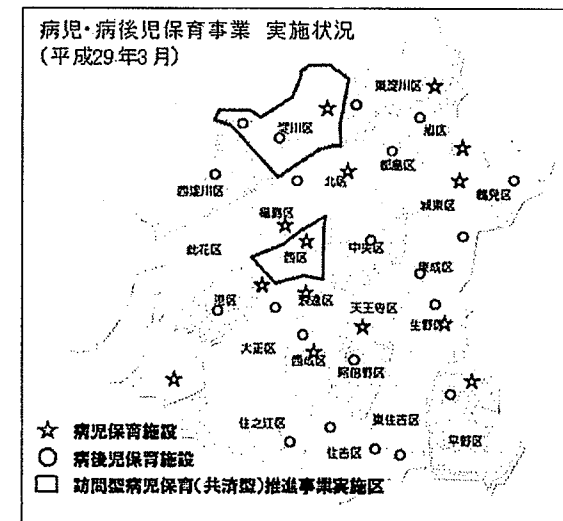 病児・病後児保育事業 実施状況
(平成29年3月)
東淀川区
淀川区
旭区
都島区
西淀川区
北区
鶴見区
城東区
福島区
此花区
西区
中央区
東成区
港区
浪速区
天王寺区
生野区
大正区
西成区
阿倍野区
住之江区
東住吉区
住吉区
平野区
☆ 病児保育施設
○ 病後児保育施設
訪問型病児保育(共済型)推進事業実施区